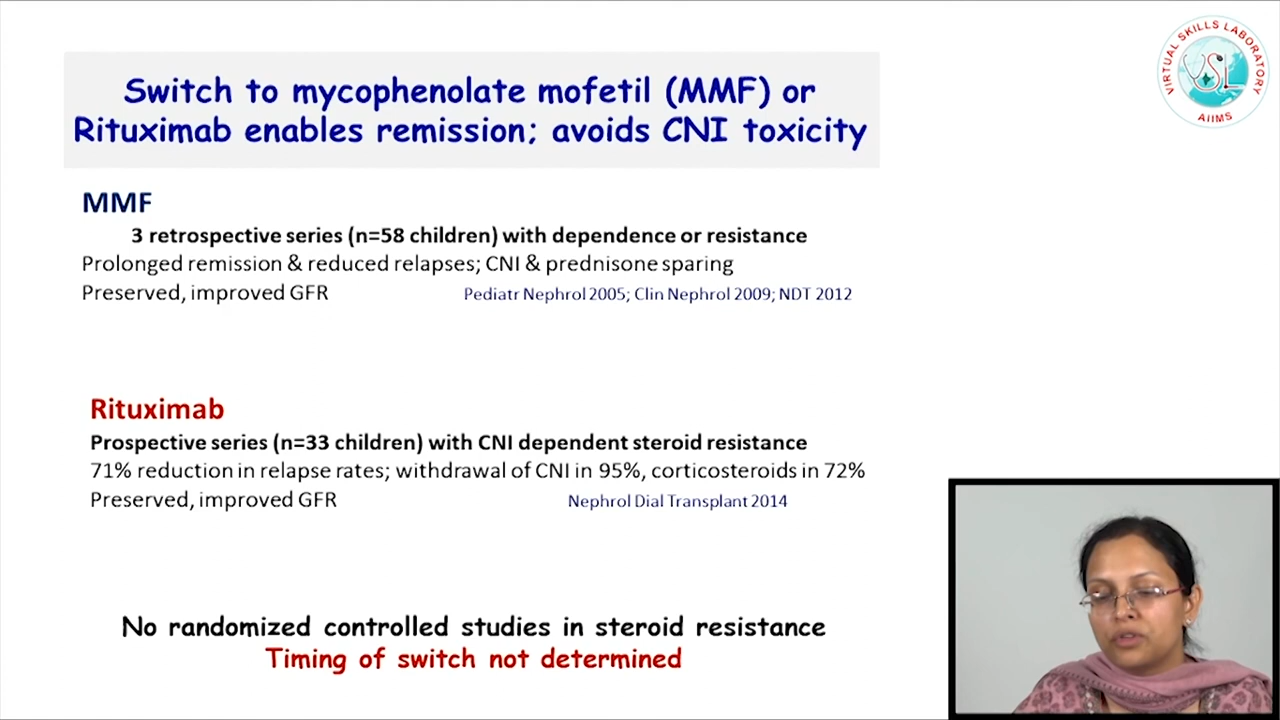 VIRTUAL SKILLS LABORATORY
VSL
AIIMS
Switch to mycophenolate mofetil (MMF) or
Rituximab enables remission; avoids CNI toxicity
MMF
3 retrospective series (n=58 children) with dependence or resistance
Prolonged remission & reduced relapses; CNI & prednisone sparing
Preserved, improved GFR Pediatr Nephrol 2005; Clin Nephrol 2009; NDT 2012
Rituximab
Prospective series (n=33 children) with CNI dependent steroid resistance
71% reduction in relapse rates; withdrawal of CNI in 95%, corticosteroids in 72%
Preserved, improved GFR Nephrol Dial Transplant 2014
No randomized controlled studies in steroid resistance
Timing of switch not determined